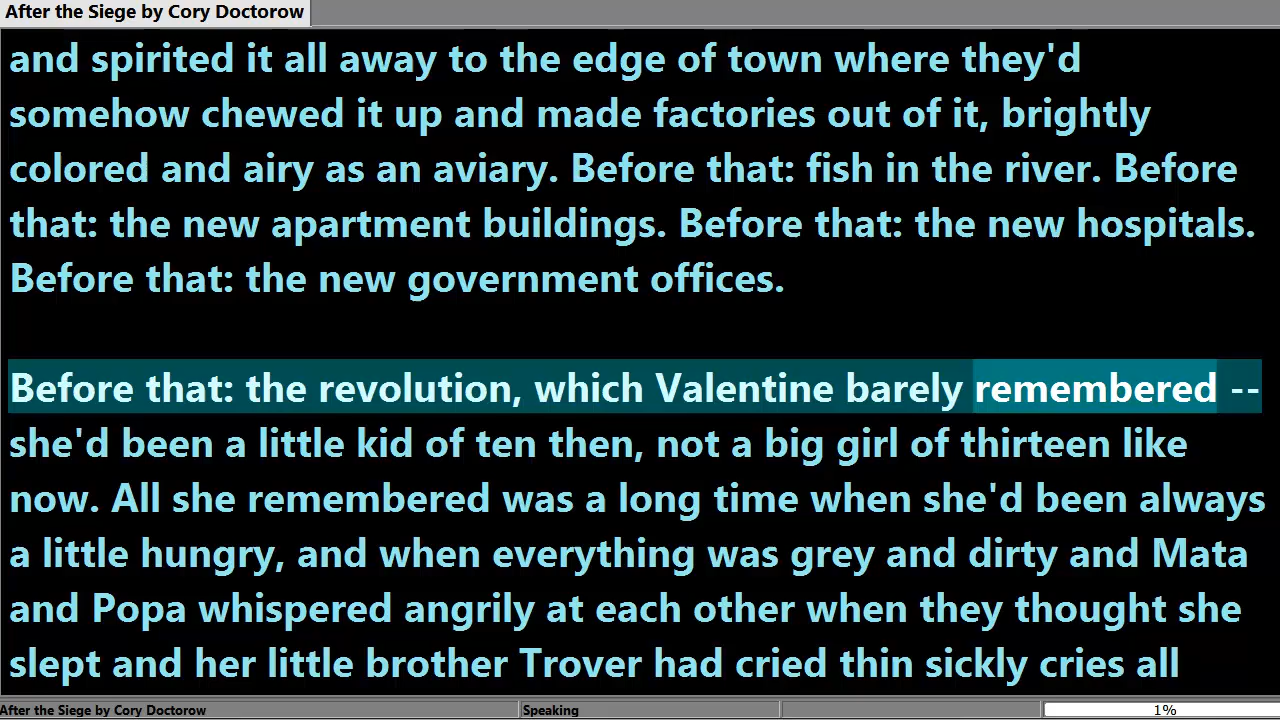 After the Siege by Cory Doctorow
and spirited it all away to the edge of town where they'd
somehow chewed it up and made factories out of it, brightly
colored and airy as an aviary. Before that: fish in the river. Before
that: the new apartment buildings. Before that: the new hospitals.
Before that: the new government offices.
Before that: the revolution, which Valentine barely remembered --
she'd been a little kid of ten then, not a big girl of thirteen like
now. All she remembered was a long time when she'd been always
a little hungry, and when everything was grey and dirty and Mata
and Popa whispered angrily at each other when they thought she
slept and her little brother Trover had cried thin sickly cries all
After the Siege by Cory Doctorow Speaking 1%